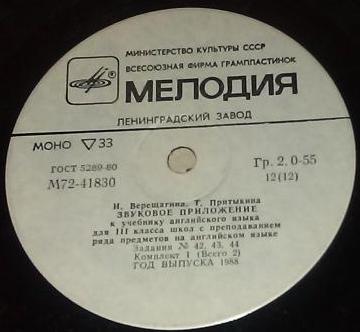 МИНИСТЕРСТВО КУЛЬТУРЫ СССР
ВСЕСОЮЗНАЯ ФИРМА ГРАМПЛАСТИНОК
МЕЛОДИЯ
ЛЕНИНГРАДСКИЙ ЗАВОД
МОНО ▽ 33
ГОСТ 5289-80
М72-41830
Гр. 2. 0-55
12(12)
И. Верещагина, Т. Притыкина
ЗВУКОВОЕ ПРИЛОЖЕНИЕ
к учебнику английского языка
для III класса школ с преподаванием
ряда предметов на английском языке
Задания № 42, 43, 44
Комплект 1 (Всего 2)
ГОД ВЫПУСКА 1988